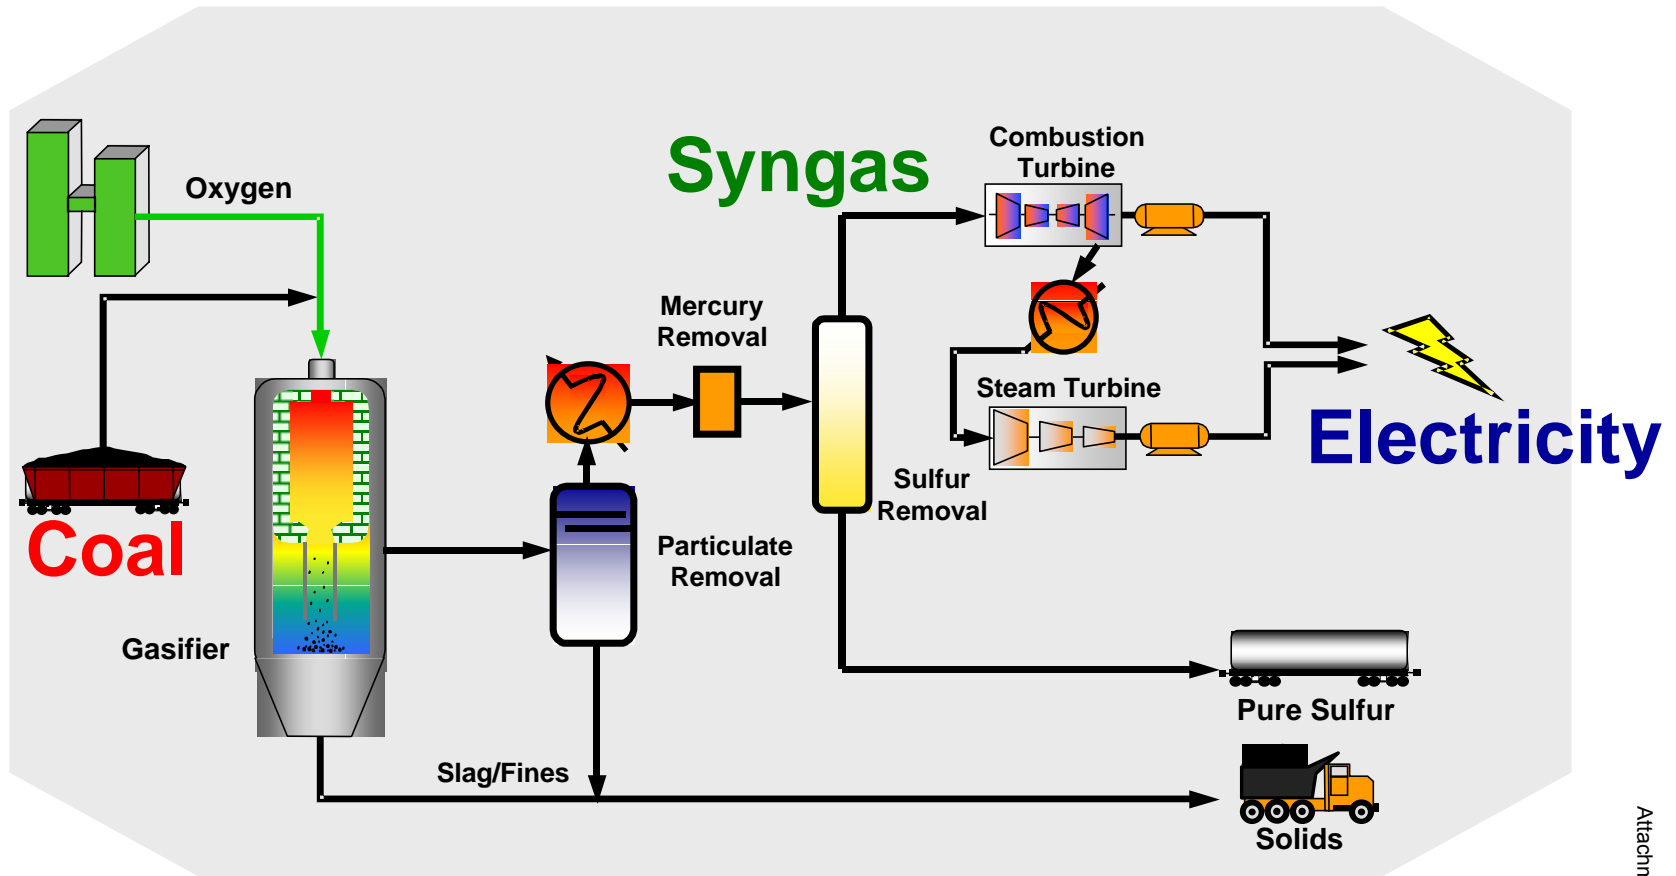 Combustion
Turbine
Syngas
Oxygen
Mercury
Removal
Steam Turbine
Electricity
Sulfur
Removal
Coal
Particulate
Removal
Gasifier
Pure Sulfur
Slag/Fines
Solids
Attachn